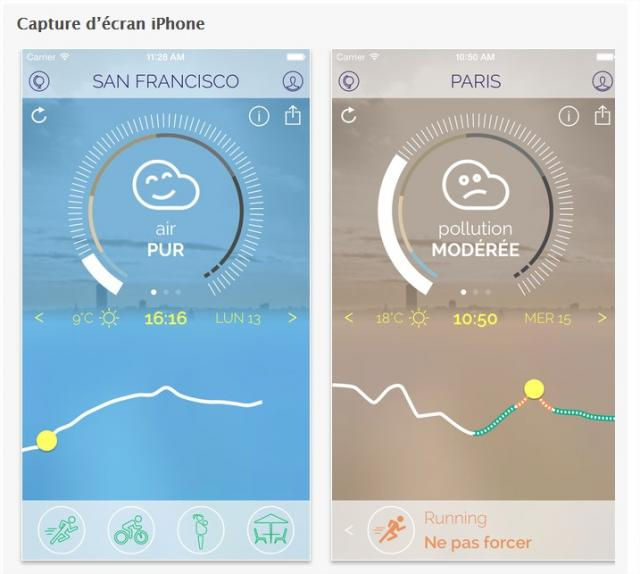 Capture d’écran iPhone
Carrier 11:28 AM
SAN FRANCISCO
i
air
PUR
< 9°C 16:16 LUN 13 >
Carrier 10:50 AM
PARIS
i
pollution
MODÉRÉE
< 18°C 10:50 MER 15 >
< Running
Ne pas forcer